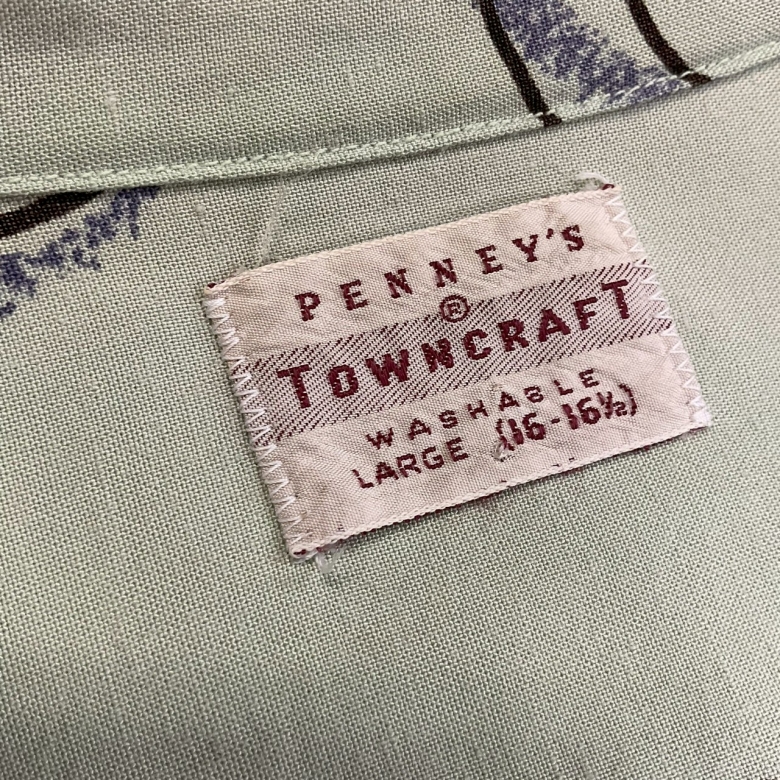 PENNEY'S
®
TOWNCRAFT
WASHABLE
LARGE (16-16½)